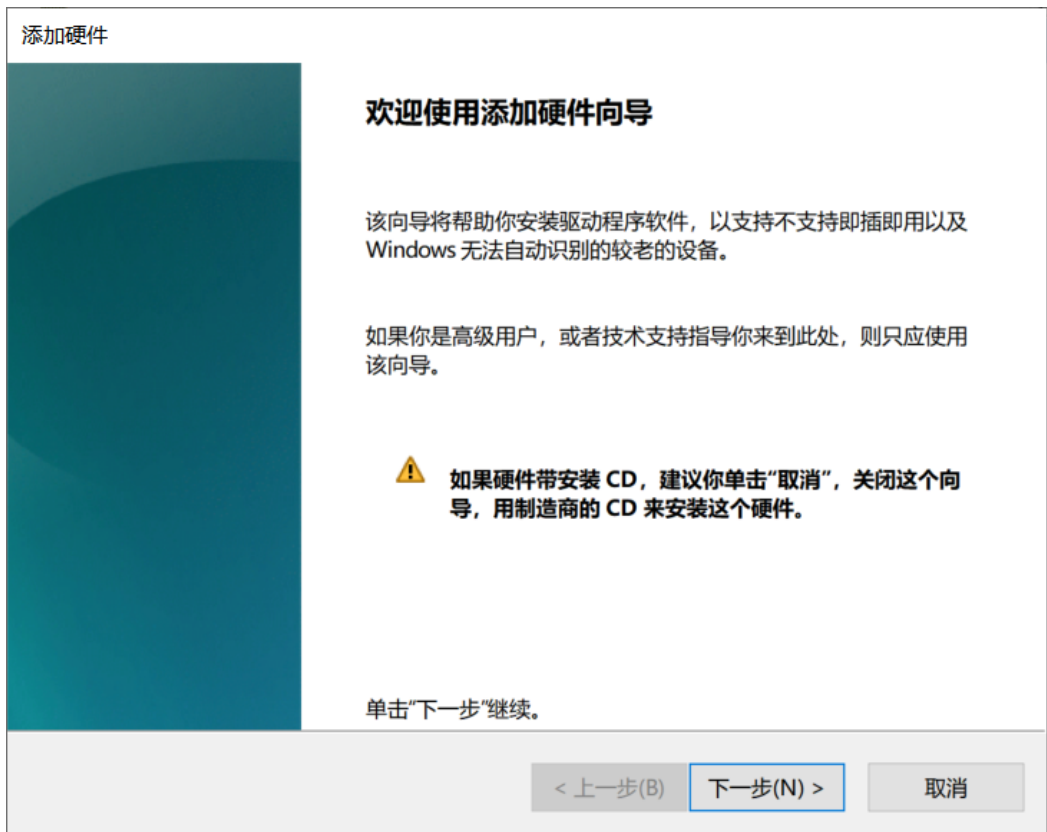 添加硬件
欢迎使用添加硬件向导
该向导将帮助你安装驱动程序软件，以支持不支持即插即用以及
Windows 无法自动识别的较老的设备。
如果你是高级用户，或者技术支持指导你来到此处，则只应使用
该向导。
如果硬件带安装 CD，建议你单击“取消”，关闭这个向
导，用制造商的 CD 来安装这个硬件。
单击“下一步”继续。
< 上一步(B)
下一步(N) >
取消